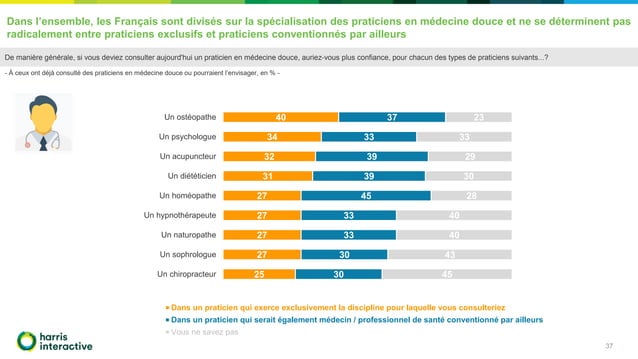 Dans l’ensemble, les Français sont divisés sur la spécialisation des praticiens en médecine douce et ne se déterminent pas
radicalement entre praticiens exclusifs et praticiens conventionnés par ailleurs
De manière générale, si vous deviez consulter aujourd'hui un praticien en médecine douce, auriez-vous plus confiance, pour chacun des types de praticiens suivants...?
- À ceux ont déjà consulté des praticiens en médecine douce ou pourraient l’envisager, en % -
Un ostéopathe 40 37 23
Un psychologue 34 33 33
Un acupuncteur 32 39 29
Un diététicien 31 39 30
Un homéopathe 27 45 28
Un hypnothérapeute 27 33 40
Un naturopathe 27 33 40
Un sophrologue 27 30 43
Un chiropracteur 25 30 45
Dans un praticien qui exerce exclusivement la discipline pour laquelle vous consulteriez
Dans un praticien qui serait également médecin / professionnel de santé conventionné par ailleurs
Vous ne savez pas
harris
interactive
37